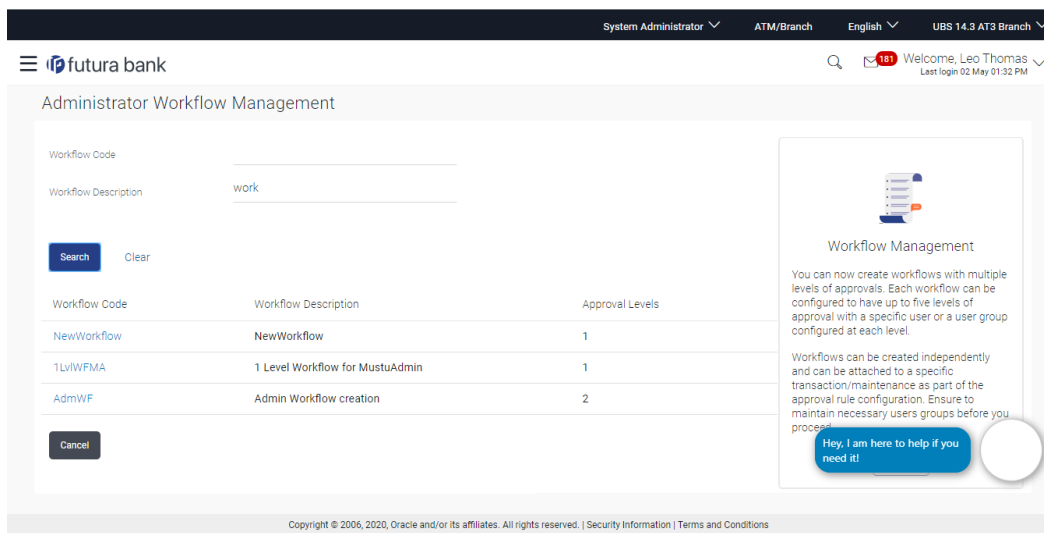 System Administrator ATM/Branch English UBS 14.3 AT3 Branch
futura bank 181 Welcome, Leo Thomas
Last login 02 May 01:32 PM
Administrator Workflow Management
Workflow Code
Workflow Description work
Search Clear
Workflow Code Workflow Description Approval Levels
NewWorkflow NewWorkflow 1
1LvlWFMA 1 Level Workflow for MustuAdmin 1
AdmWF Admin Workflow creation 2
Cancel
Workflow Management
You can now create workflows with multiple
levels of approvals. Each workflow can be
configured to have up to five levels of
approval with a specific user or a user group
configured at each level.
Workflows can be created independently
and can be attached to a specific
transaction/maintenance as part of the
approval rule configuration. Ensure to
maintain necessary users groups before you
Hey, I am here to help if you
need it!
Copyright © 2006, 2020, Oracle and/or its affiliates. All rights reserved. | Security Information | Terms and Conditions